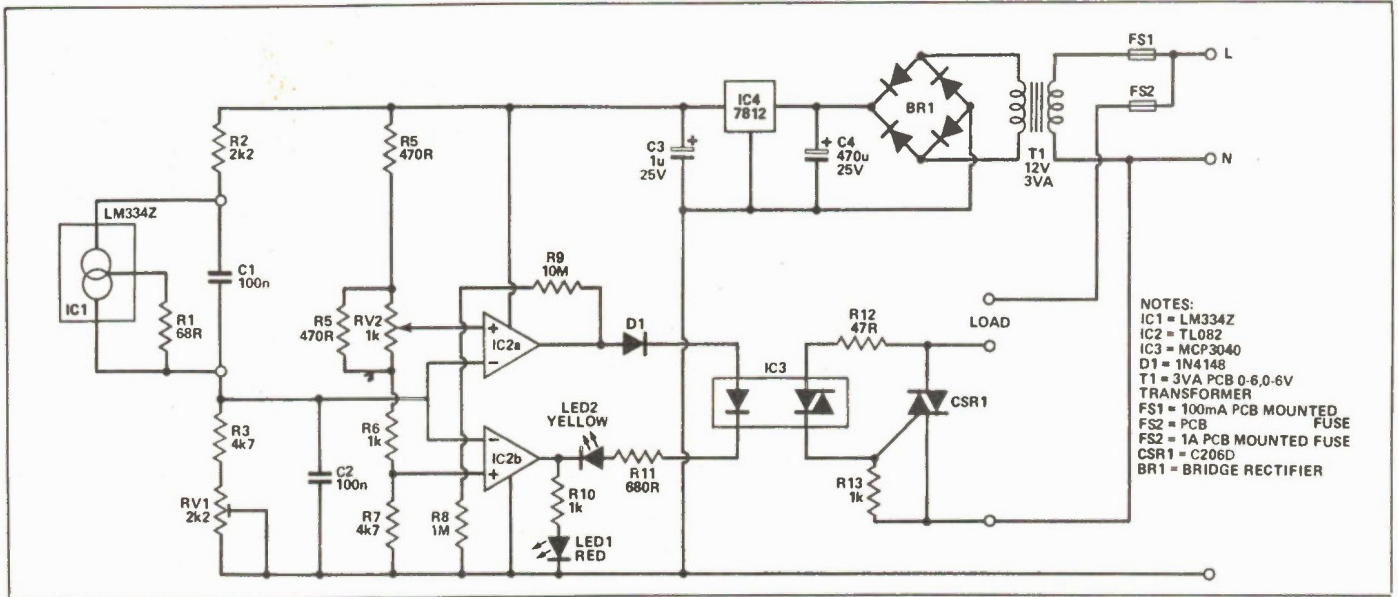 FS1
L
FS2
N
T1
12V
3VA
BR1
IC4
7812
C4
470u
25V
+
C3
1u
25V
+
R2
2k2
R5
470R
LM334Z
IC1
R1
68R
C1
100n
R5
470R
RV2
1k
R9
10M
+
IC2a
−
D1
R12
47R
LOAD
IC3
CSR1
R3
4k7
RV1
2k2
C2
100n
R6
1k
R7
4k7
R8
1M
−
IC2b
+
LED2
YELLOW
R11
680R
R10
1k
LED1
RED
R13
1k
NOTES:
IC1 = LM334Z
IC2 = TL082
IC3 = MCP3040
D1 = 1N4148
T1 = 3VA PCB 0-6,0-6V
TRANSFORMER
FS1 = 100mA PCB MOUNTED
FS2 = PCB FUSE
FS2 = 1A PCB MOUNTED FUSE
CSR1 = C206D
BR1 = BRIDGE RECTIFIER